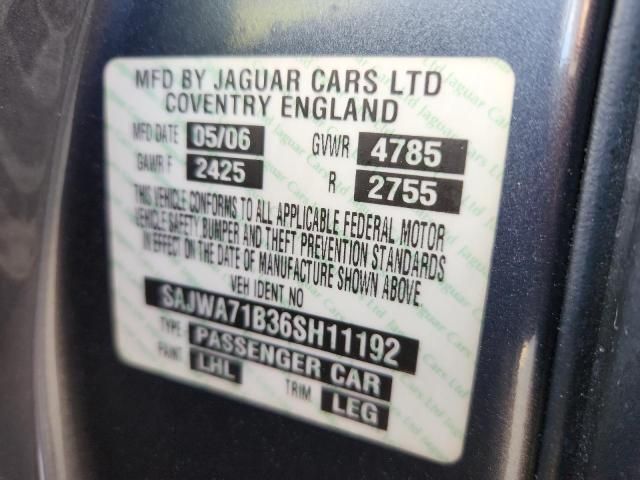 MFD BY JAGUAR CARS LTD
COVENTRY ENGLAND
MFD DATE 05/06 GVWR 4785
GAWR F 2425 R 2755
THIS VEHICLE CONFORMS TO ALL APPLICABLE FEDERAL MOTOR
VEHICLE SAFETY, BUMPER AND THEFT PREVENTION STANDARDS
IN EFFECT ON THE DATE OF MANUFACTURE SHOWN ABOVE.
VEH IDENT NO
SAJWA71B36SH11192
TYPE PASSENGER CAR
PAINT LHL TRIM LEG